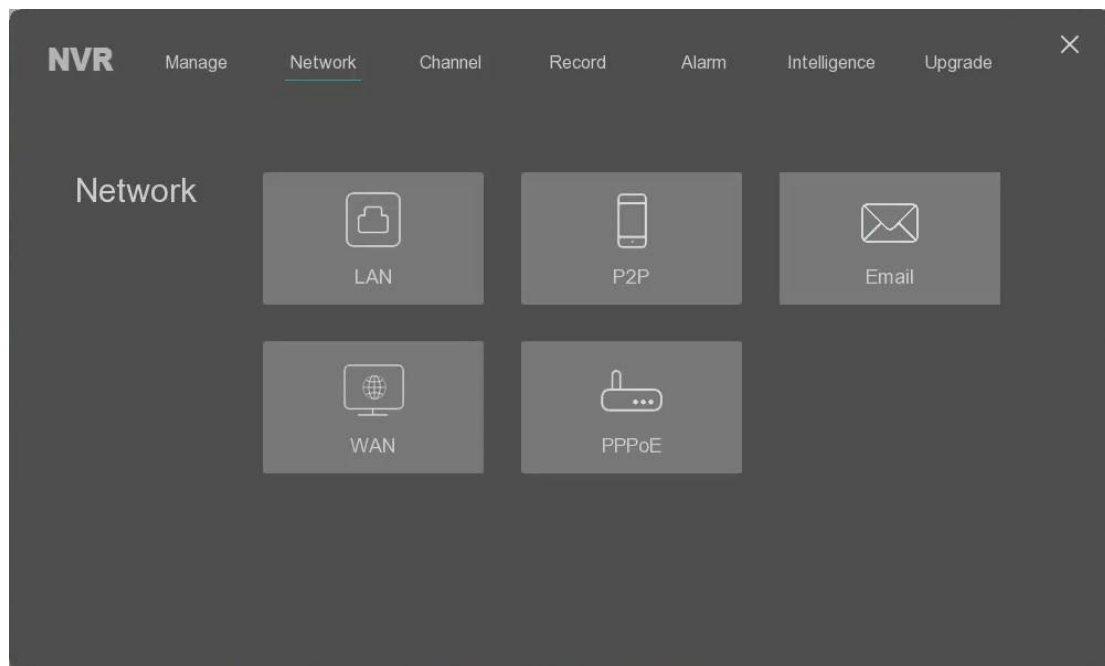 NVR Manage Network Channel Record Alarm Intelligence Upgrade
Network
LAN P2P Email
WAN PPPoE